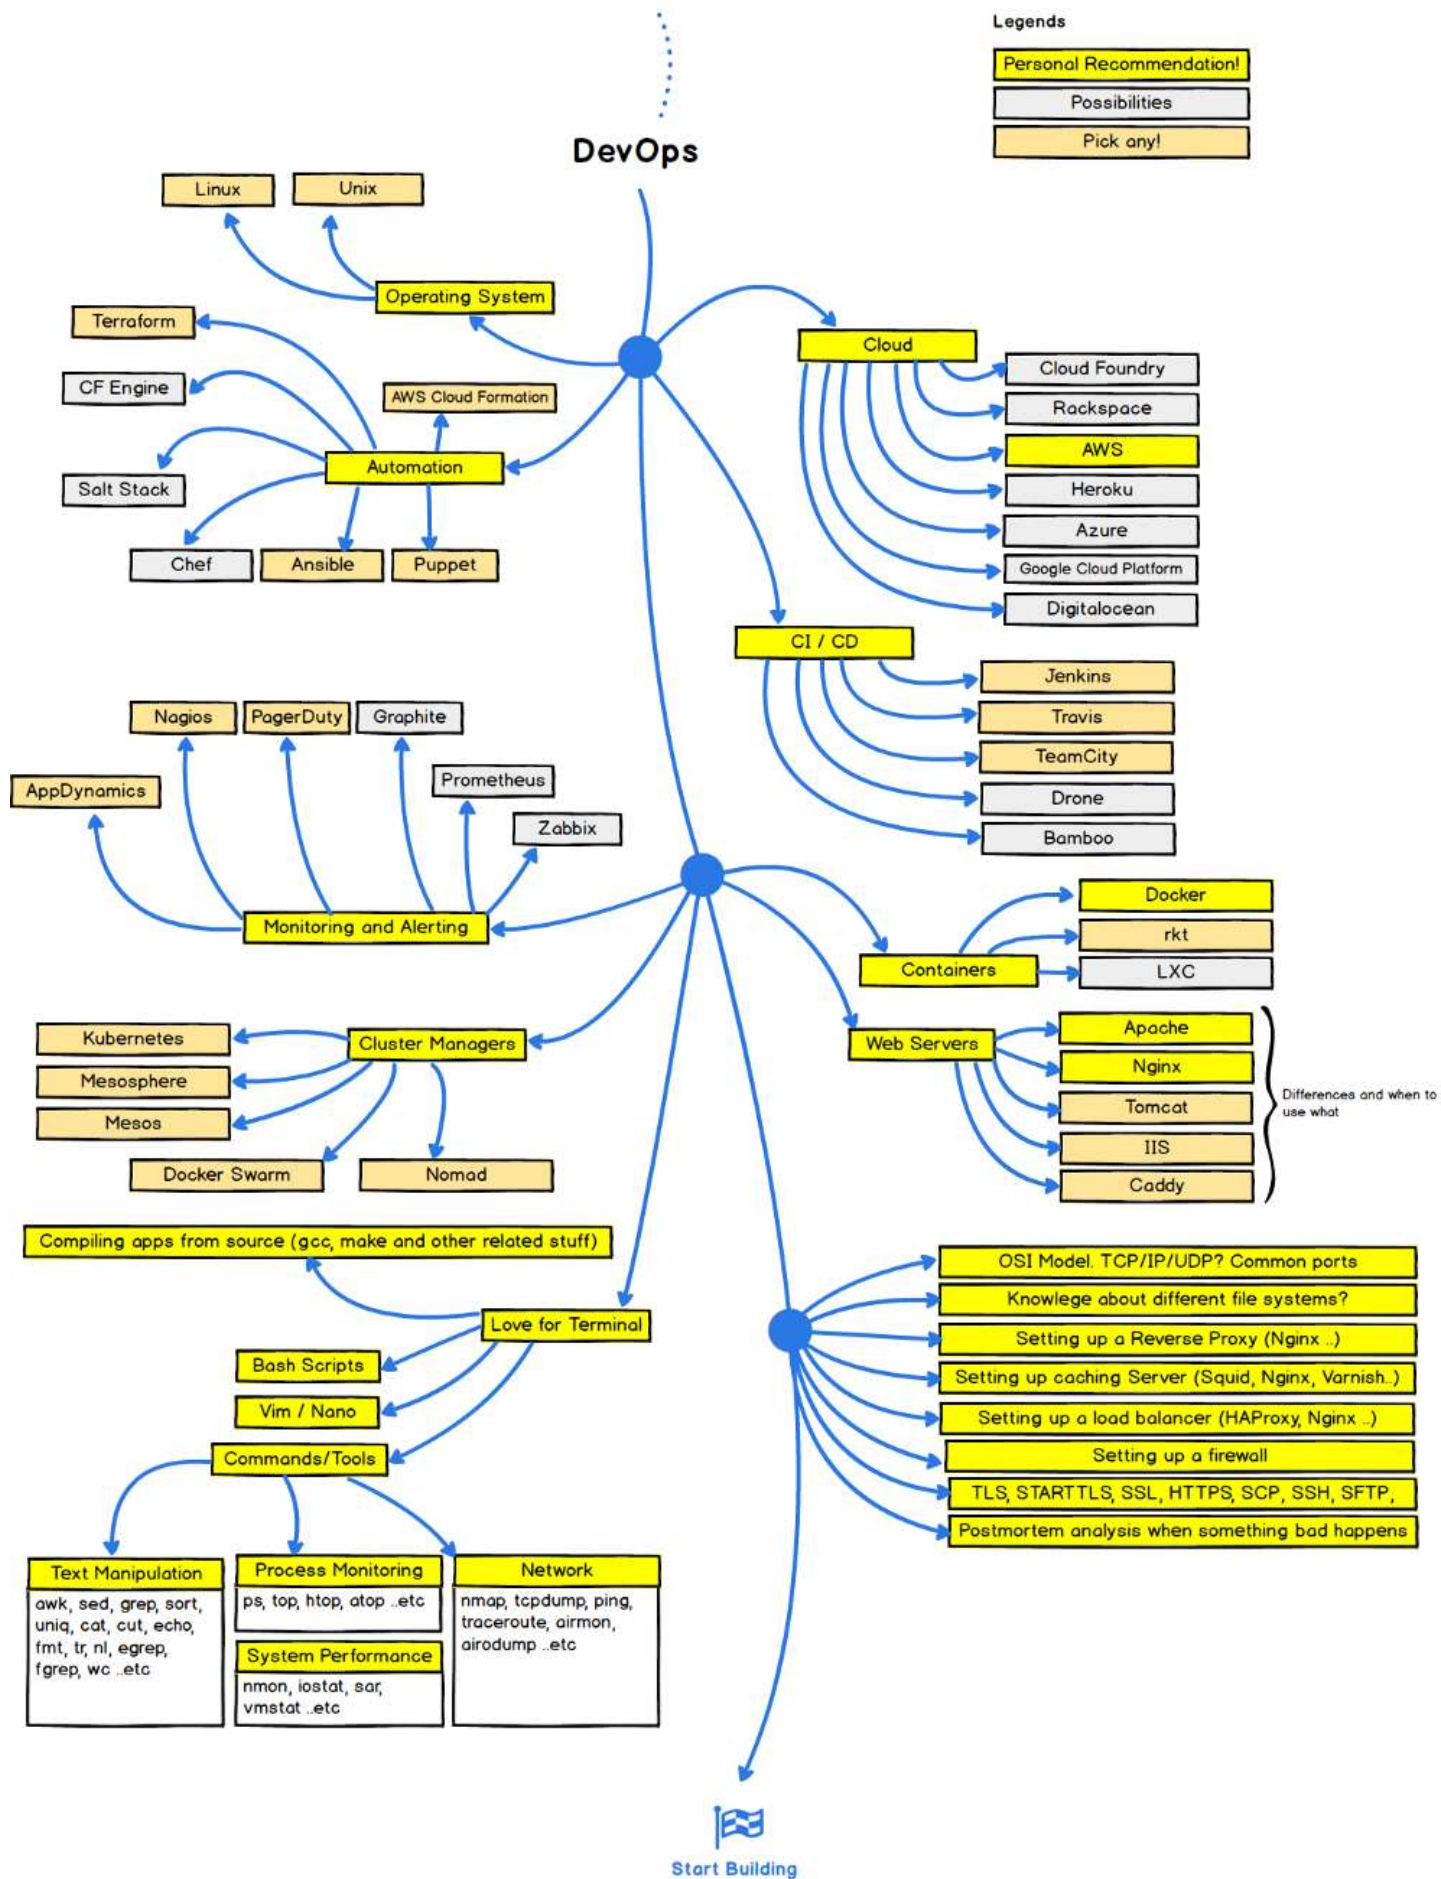 Legends
Personal Recommendation!
Possibilities
Pick any!
DevOps
Linux
Unix
Operating System
Terraform
CF Engine
AWS Cloud Formation
Automation
Salt Stack
Chef
Ansible
Puppet
Cloud
Cloud Foundry
Rackspace
AWS
Heroku
Azure
Google Cloud Platform
Digitalocean
CI / CD
Jenkins
Travis
TeamCity
Drone
Bamboo
Nagios
PagerDuty
Graphite
Prometheus
AppDynamics
Zabbix
Monitoring and Alerting
Containers
Docker
rkt
LXC
Cluster Managers
Kubernetes
Mesosphere
Mesos
Docker Swarm
Nomad
Web Servers
Apache
Nginx
Tomcat
IIS
Caddy
Differences and when to
use what
Compiling apps from source (gcc, make and other related stuff)
Love for Terminal
Bash Scripts
Vim / Nano
Commands/Tools
Text Manipulation
awk, sed, grep, sort,
uniq, cat, cut, echo,
fmt, tr, nl, egrep,
fgrep, wc ..etc
Process Monitoring
ps, top, htop, atop ..etc
System Performance
nmon, iostat, sar,
vmstat ..etc
Network
nmap, tcpdump, ping,
traceroute, airmon,
airodump ..etc
OSI Model. TCP/IP/UDP? Common ports
Knowlege about different file systems?
Setting up a Reverse Proxy (Nginx ..)
Setting up caching Server (Squid, Nginx, Varnish..)
Setting up a load balancer (HAProxy, Nginx ..)
Setting up a firewall
TLS, STARTTLS, SSL, HTTPS, SCP, SSH, SFTP,
Postmortem analysis when something bad happens
Start Building